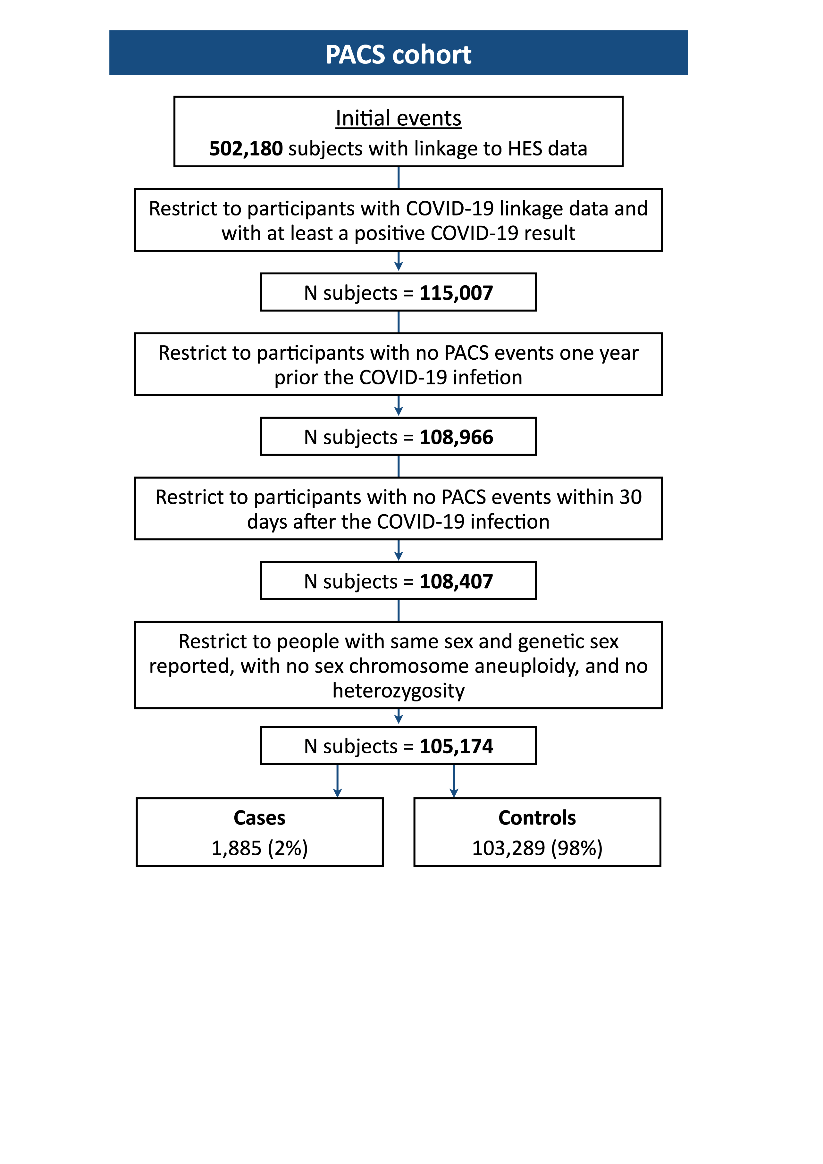 PACS cohort
Initial events
502,180 subjects with linkage to HES data
Restrict to participants with COVID-19 linkage data and
with at least a positive COVID-19 result
N subjects = 115,007
Restrict to participants with no PACS events one year
prior the COVID-19 infetion
N subjects = 108,966
Restrict to participants with no PACS events within 30
days after the COVID-19 infection
N subjects = 108,407
Restrict to people with same sex and genetic sex
reported, with no sex chromosome aneuploidy, and no
heterozygosity
N subjects = 105,174
Cases
1,885 (2%)
Controls
103,289 (98%)